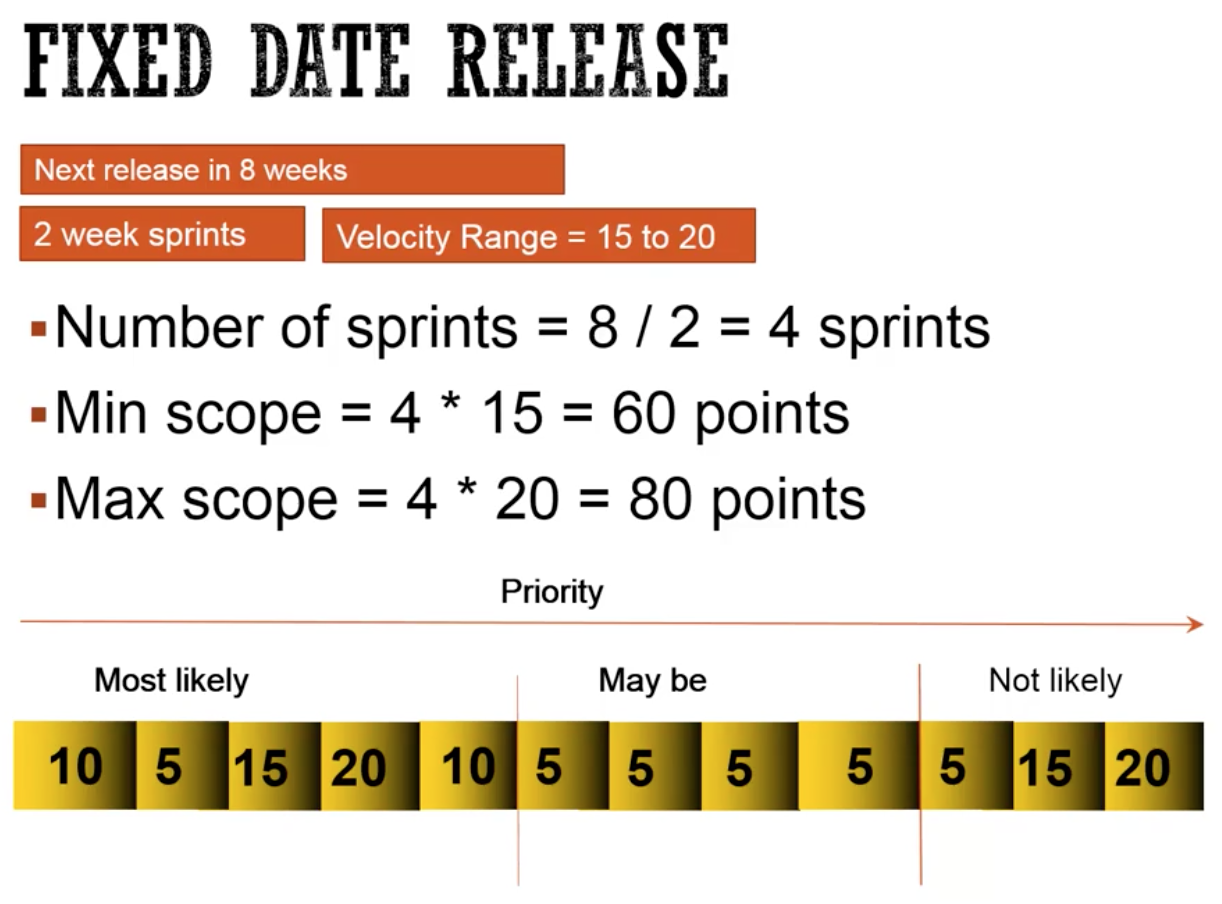 FIXED DATE RELEASE
Next release in 8 weeks
2 week sprints
Velocity Range = 15 to 20
▪Number of sprints = 8 / 2 = 4 sprints
▪Min scope = 4 * 15 = 60 points
▪Max scope = 4 * 20 = 80 points
Priority
Most likely May be Not likely
10 5 15 20 10 5 5 5 5 5 15 20